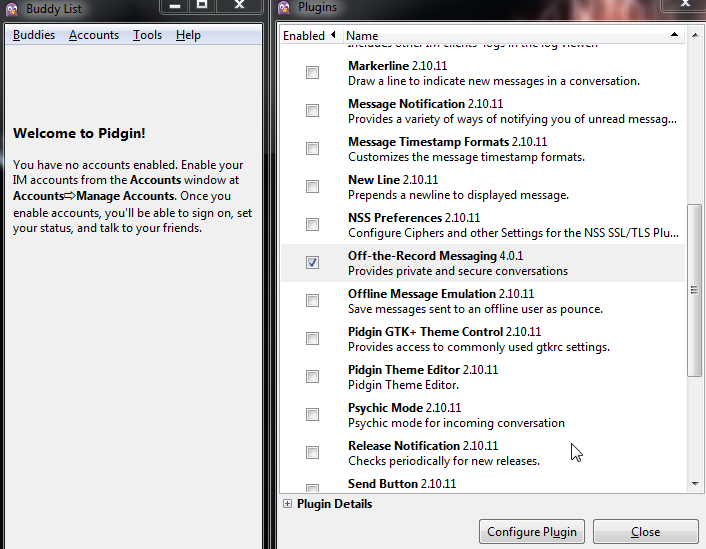 Buddy List
Buddies Accounts Tools Help
Welcome to Pidgin!
You have no accounts enabled. Enable your
IM accounts from the Accounts window at
Accounts⇨Manage Accounts. Once you
enable accounts, you'll be able to sign on, set
your status, and talk to your friends.
Plugins
Enabled Name
Includes other IM clients' logs in the log viewer
Markerline 2.10.11
Draw a line to indicate new messages in a conversation.
Message Notification 2.10.11
Provides a variety of ways of notifying you of unread messag...
Message Timestamp Formats 2.10.11
Customizes the message timestamp formats.
New Line 2.10.11
Prepends a newline to displayed message.
NSS Preferences 2.10.11
Configure Ciphers and other Settings for the NSS SSL/TLS Plu...
Off-the-Record Messaging 4.0.1
Provides private and secure conversations
Offline Message Emulation 2.10.11
Save messages sent to an offline user as pounce.
Pidgin GTK+ Theme Control 2.10.11
Provides access to commonly used gtkrc settings.
Pidgin Theme Editor 2.10.11
Pidgin Theme Editor.
Psychic Mode 2.10.11
Psychic mode for incoming conversation
Release Notification 2.10.11
Checks periodically for new releases.
Send Button 2.10.11
Plugin Details
Configure Plugin Close